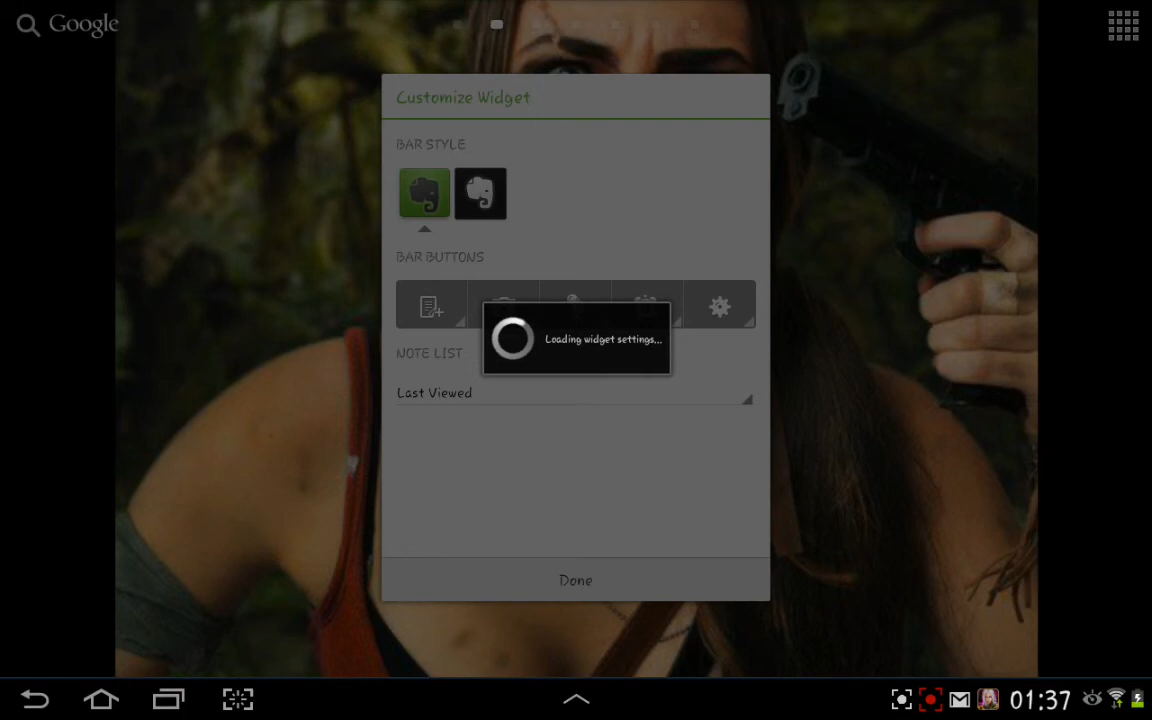 Google
Customize Widget
BAR STYLE
BAR BUTTONS
Loading widget settings...
NOTE LIST
Last Viewed
Done
01:37